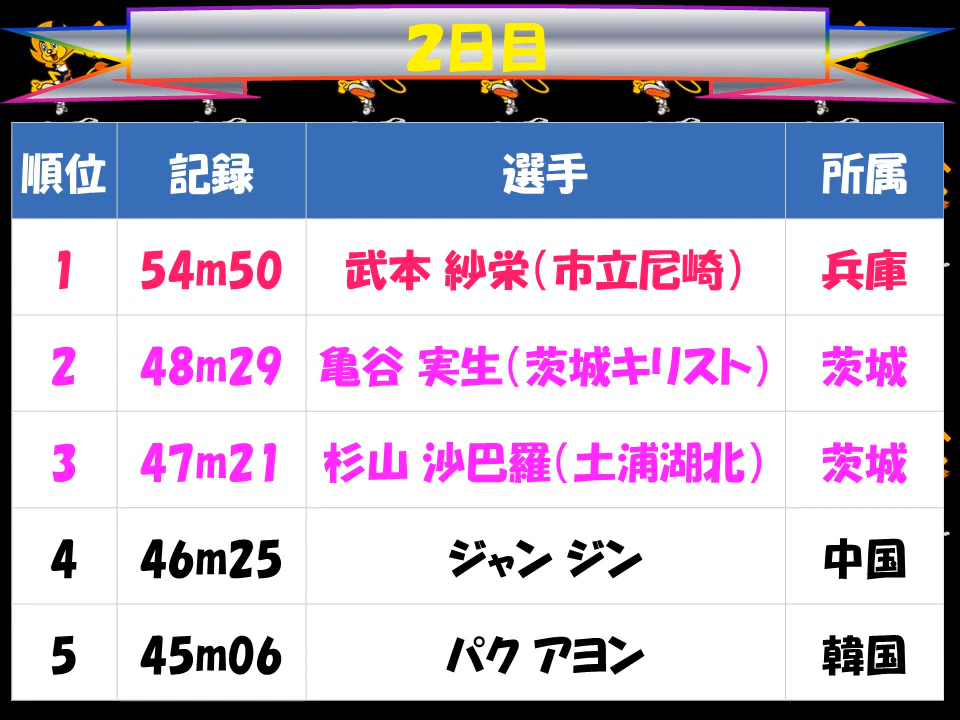 2日目
順位 記録 選手 所属
1 54m50 武本 紗栄(市立尼崎) 兵庫
2 48m29 亀谷 実生(茨城キリスト) 茨城
3 47m21 杉山 沙巴羅(土浦湖北) 茨城
4 46m25 ジャン ジン 中国
5 45m06 パク アヨン 韓国